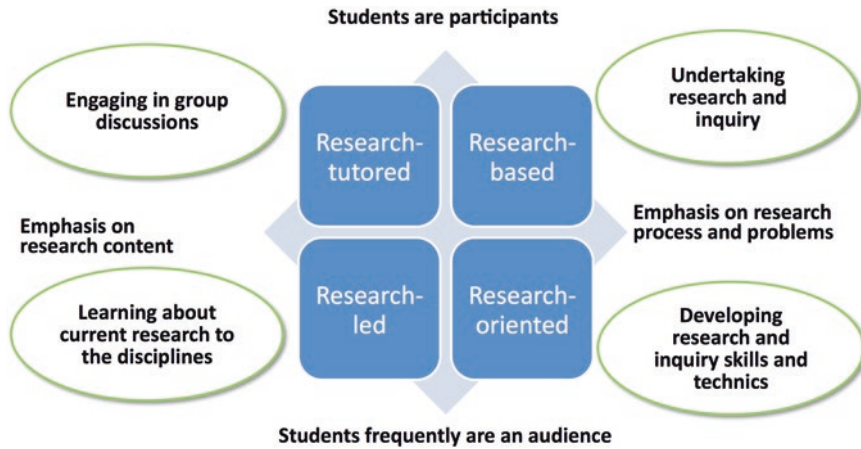 Students are participants
Engaging in group
discussions
Undertaking
research and
inquiry
Research-
tutored
Research-
based
Emphasis on
research content
Emphasis on research
process and problems
Research-
led
Research-
oriented
Learning about
current research to
the disciplines
Developing
research and
inquiry skills and
technics
Students frequently are an audience